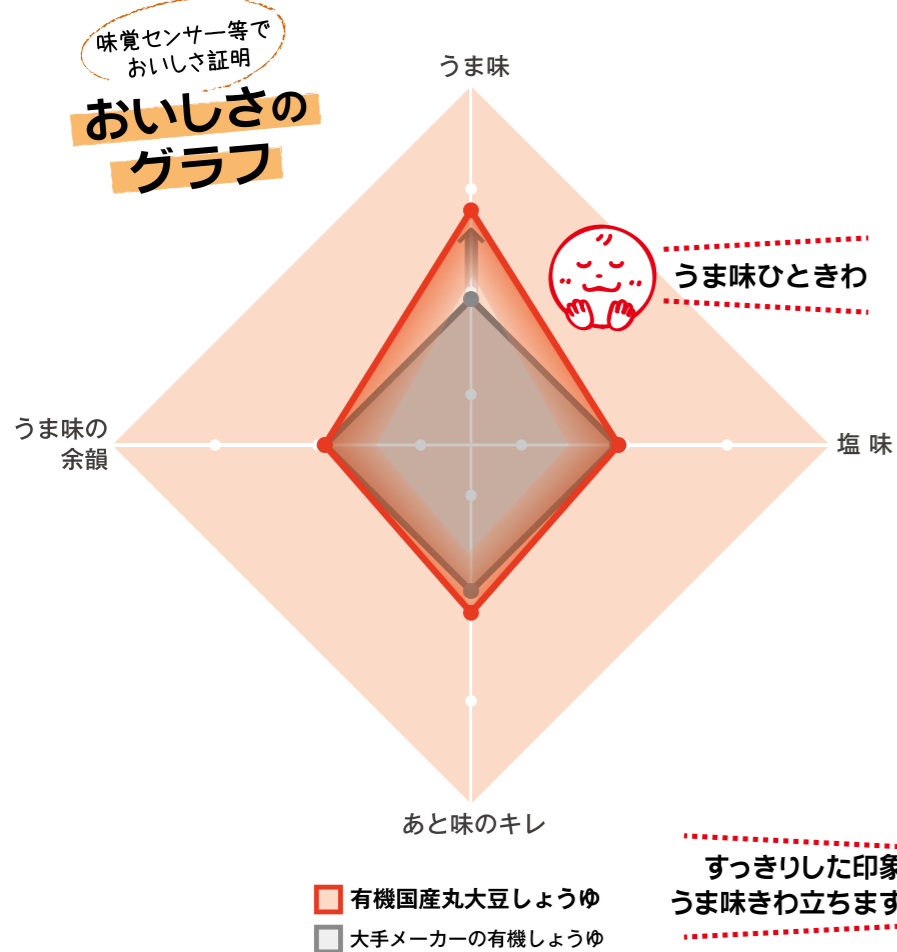 味覚センサー等で
おいしさ証明
おいしさの
グラフ
うま味
うま味ひときわ
うま味の
余韻
塩 味
あと味のキレ
すっきりした印象
うま味きわ立ちます
有機国産丸大豆しょうゆ
大手メーカーの有機しょうゆ